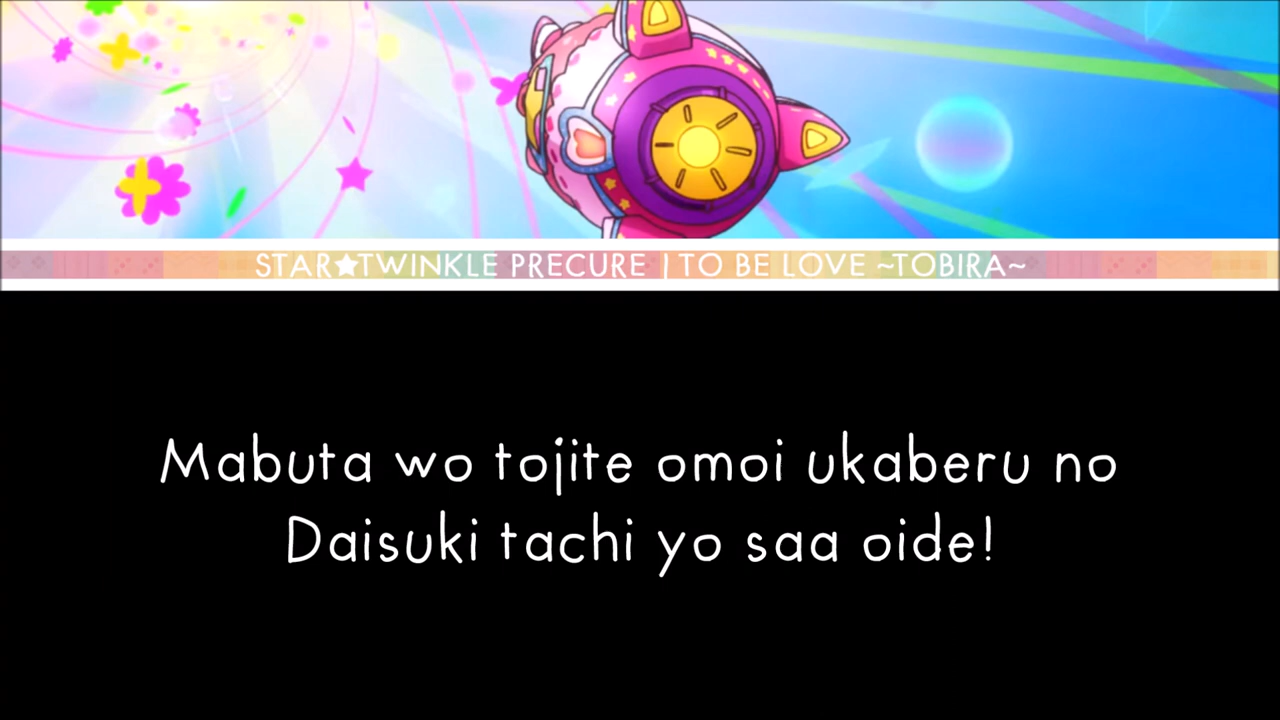 STAR★TWINKLE PRECURE | TO BE LOVE ~TOBIRA~
Mabuta wo tojite omoi ukaberu no
Daisuki tachi yo saa oide!